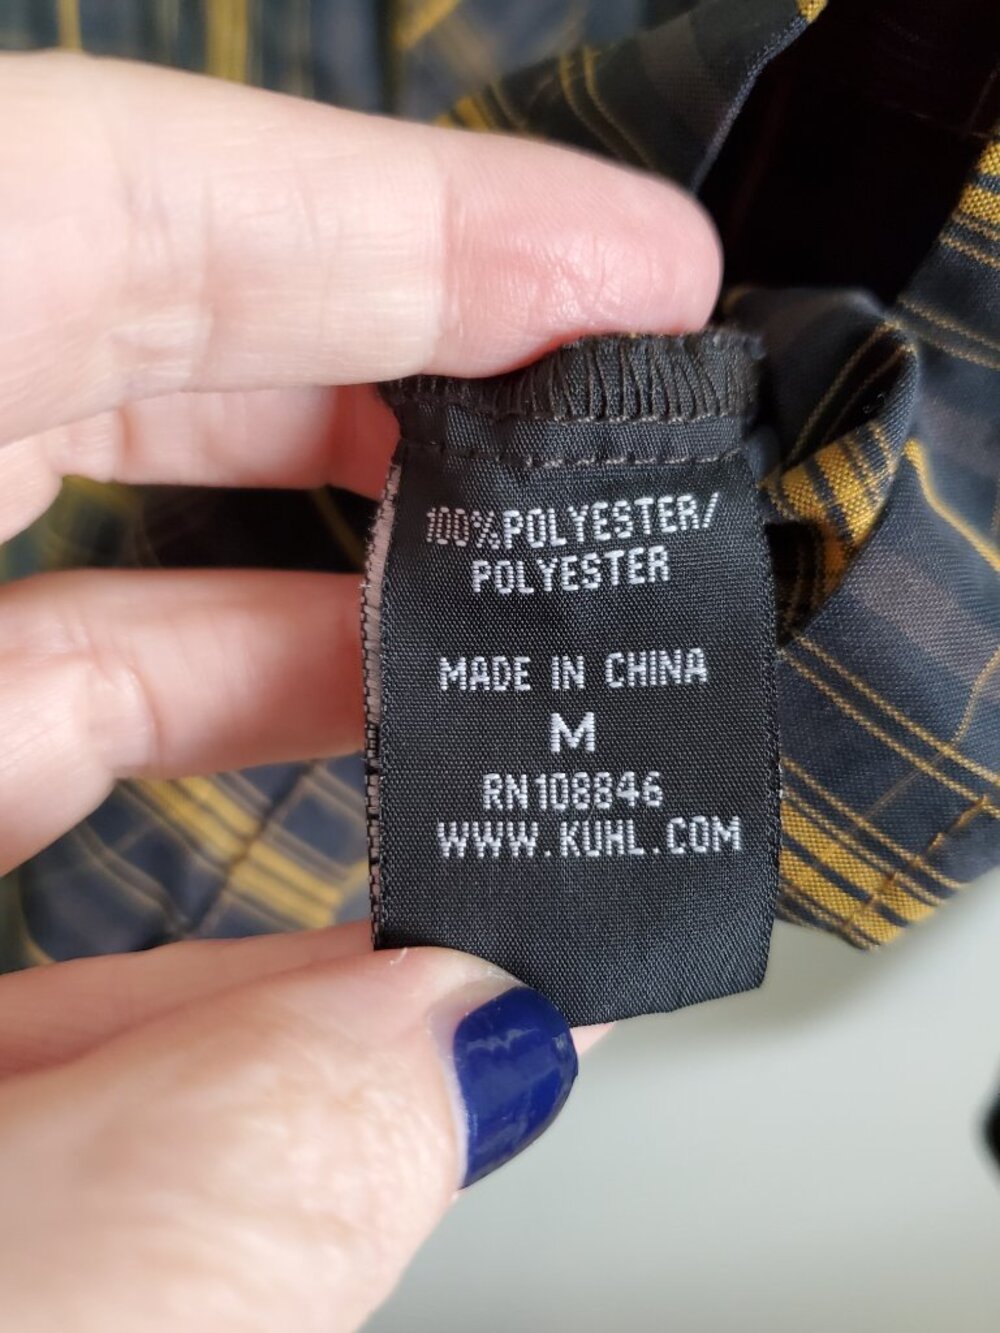 100%POLYESTER/
POLYESTER
MADE IN CHINA
M
RN108846
WWW.KUHL.COM